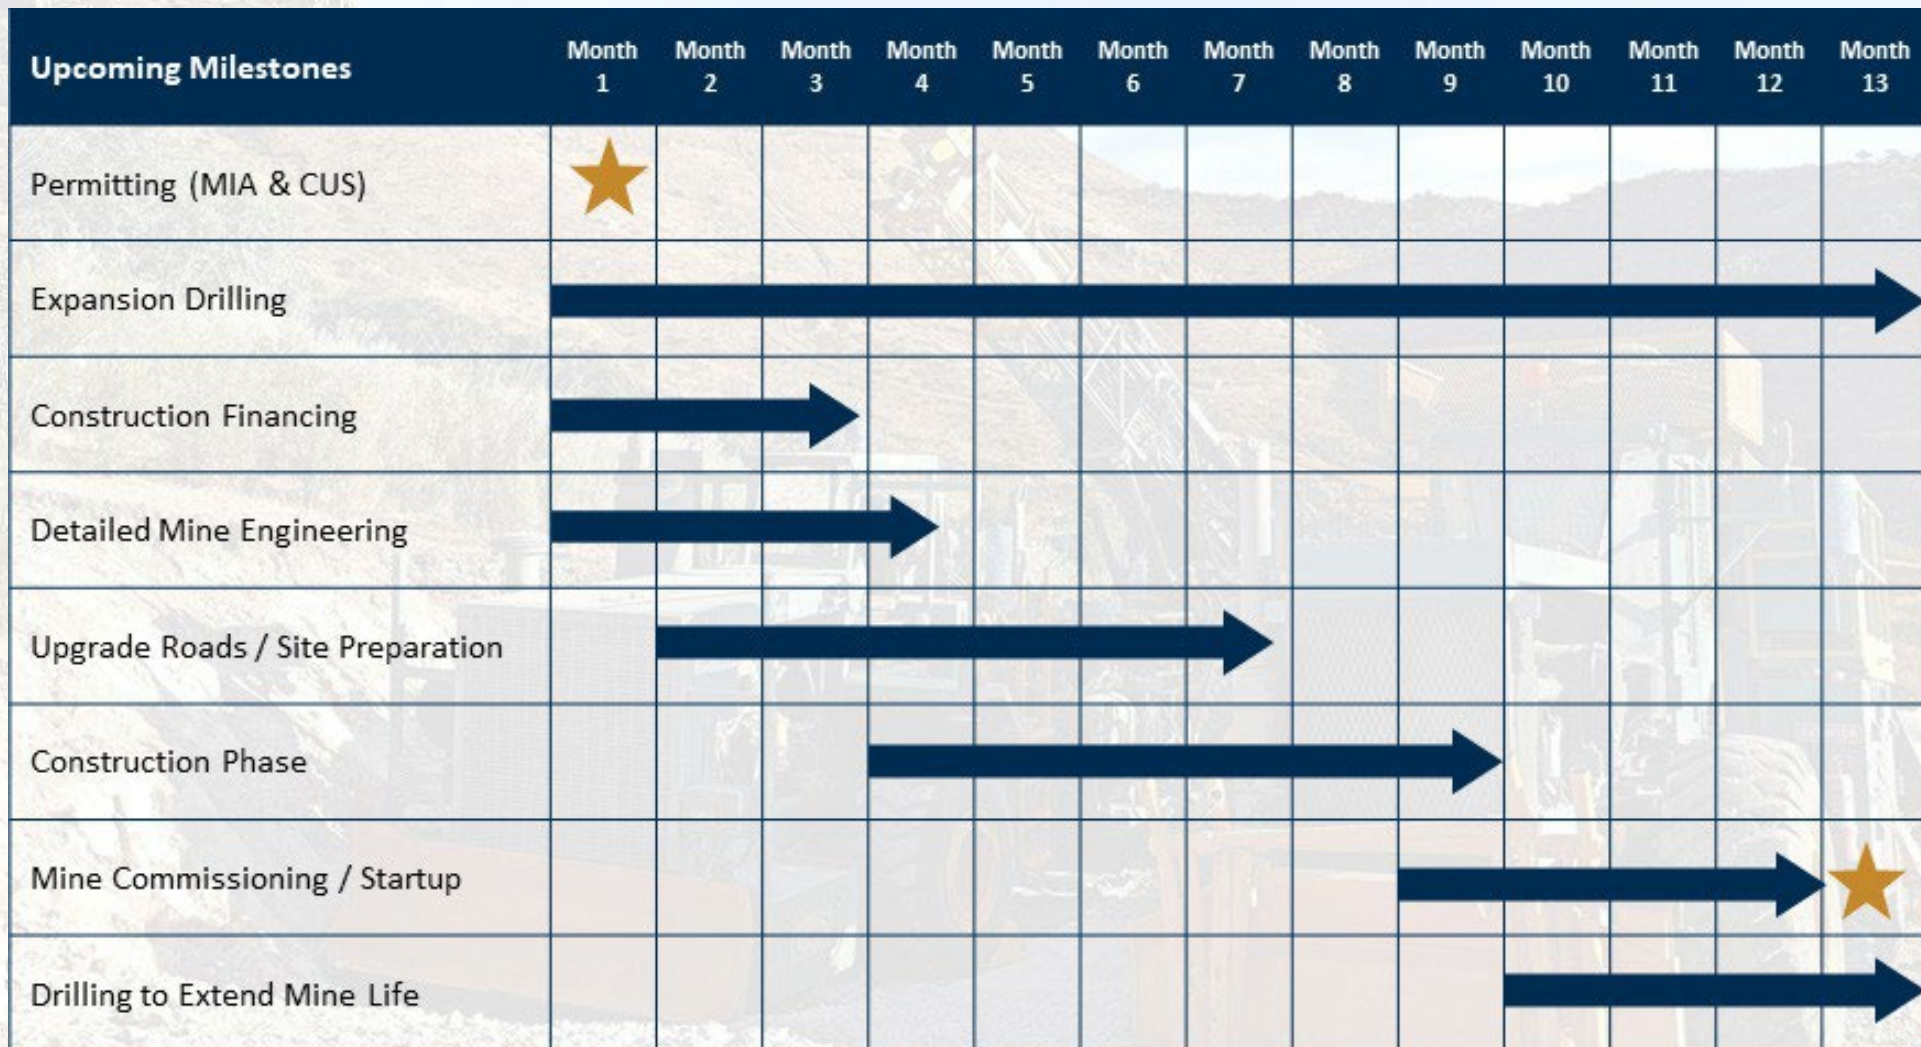 Upcoming Milestones
Month 1
Month 2
Month 3
Month 4
Month 5
Month 6
Month 7
Month 8
Month 9
Month 10
Month 11
Month 12
Month 13
Permitting (MIA & CUS)
Expansion Drilling
Construction Financing
Detailed Mine Engineering
Upgrade Roads / Site Preparation
Construction Phase
Mine Commissioning / Startup
Drilling to Extend Mine Life